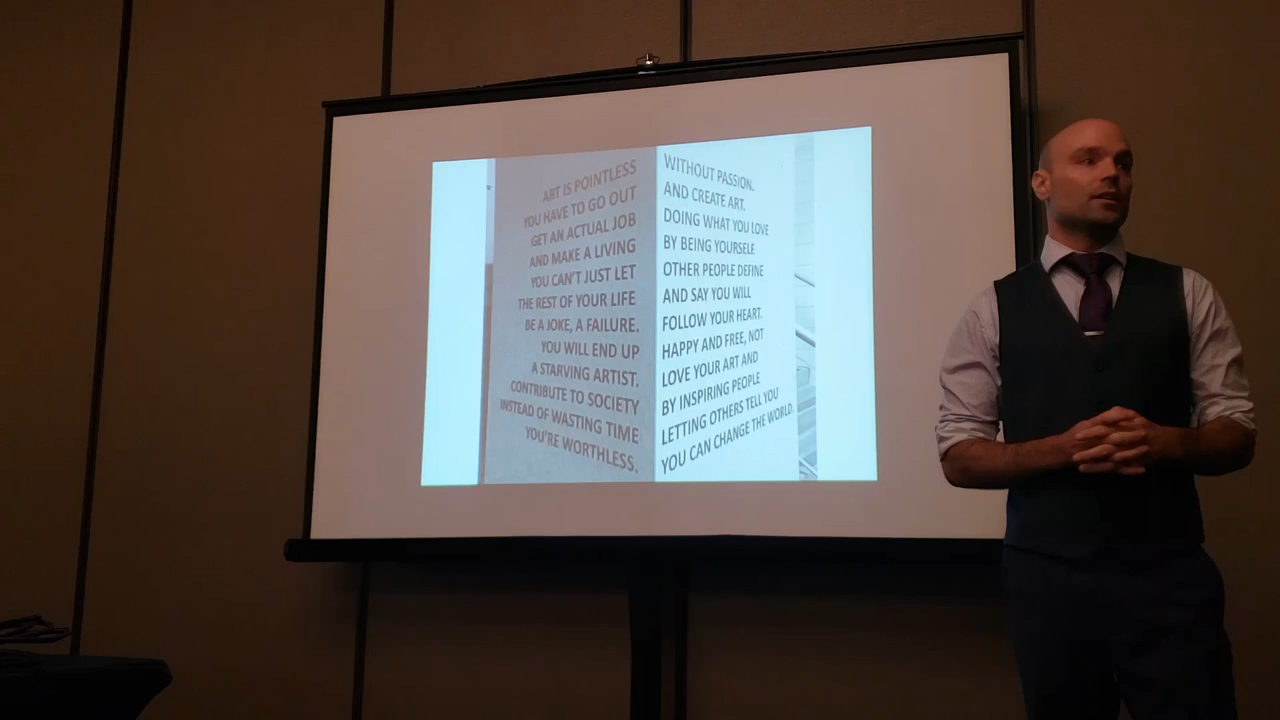 ART IS POINTLESS WITHOUT PASSION.
YOU HAVE TO GO OUT AND CREATE ART.
GET AN ACTUAL JOB DOING WHAT YOU LOVE
AND MAKE A LIVING BY BEING YOURSELF.
YOU CAN'T JUST LET OTHER PEOPLE DEFINE
THE REST OF YOUR LIFE AND SAY YOU WILL
BE A JOKE, A FAILURE. FOLLOW YOUR HEART.
YOU WILL END UP HAPPY AND FREE, NOT
A STARVING ARTIST. LOVE YOUR ART AND
CONTRIBUTE TO SOCIETY BY INSPIRING PEOPLE
INSTEAD OF WASTING TIME LETTING OTHERS TELL YOU
YOU'RE WORTHLESS, YOU CAN CHANGE THE WORLD.